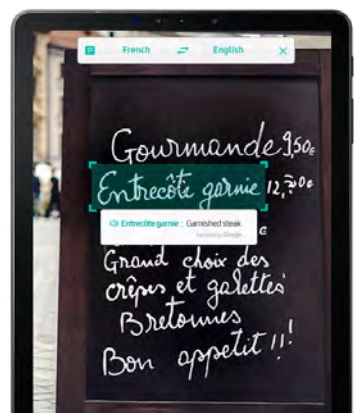 French ⇄ English ×
Gourmande 9,50€
Entrecôte garnie
Entrecôte garnie : Garnished steak
Google
€
Grand choix des
crêpes et galettes
Bretonnes
Bon appetit !!!